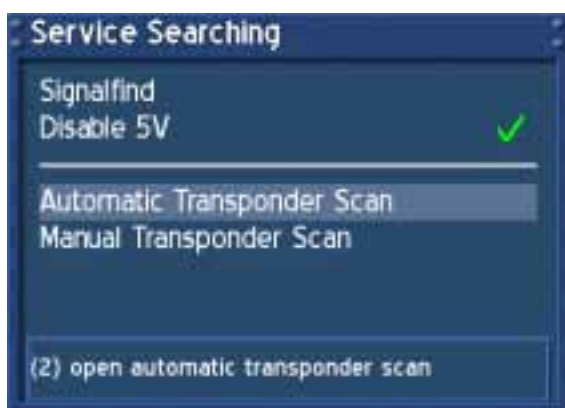 Service Searching
Signalfind
Disable 5V
Automatic Transponder Scan
Manual Transponder Scan
(2) open automatic transponder scan